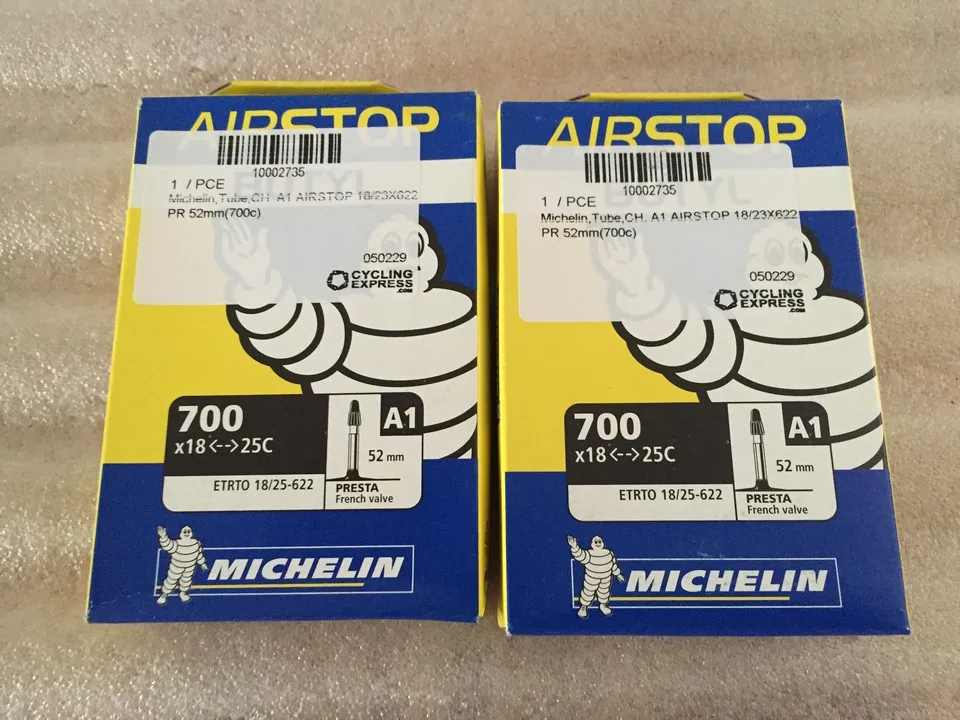 AIRSTOP
BUTYL
10002735
1 / PCE
Michelin,Tube,CH. A1 AIRSTOP 18/23X622
PR 52mm(700c)
050229
CYCLING
EXPRESS
.COM
700
x18<-->25C
A1
52 mm
ETRTO 18/25-622
PRESTA
French valve
MICHELIN
AIRSTOP
BUTYL
10002735
1 / PCE
Michelin,Tube,CH. A1 AIRSTOP 18/23X622
PR 52mm(700c)
050229
CYCLING
EXPRESS
.COM
700
x18<-->25C
A1
52 mm
ETRTO 18/25-622
PRESTA
French valve
MICHELIN